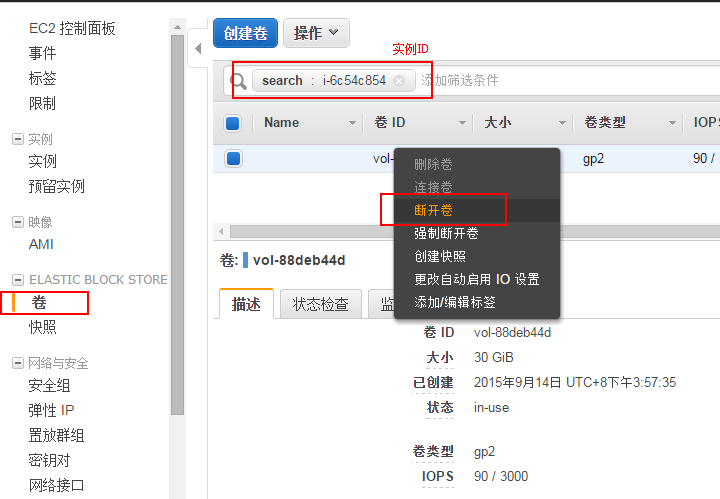 EC2 控制面板
事件
标签
限制
实例
实例
预留实例
映像
AMI
ELASTIC BLOCK STORE
卷
快照
网络与安全
安全组
弹性 IP
置放群组
密钥对
网络接口
创建卷 操作
实例ID
search : i-6c54c854 添加筛选条件
Name 卷 ID 大小 卷类型 IOPS
vol- gp2 90 /
删除卷
连接卷
断开卷
强制断开卷
创建快照
更改自动启用 IO 设置
添加/编辑标签
卷: vol-88deb44d
描述 状态检查 监
卷 ID vol-88deb44d
大小 30 GiB
已创建 2015年9月14日 UTC+8下午3:57:35
状态 in-use
卷类型 gp2
IOPS 90 / 3000